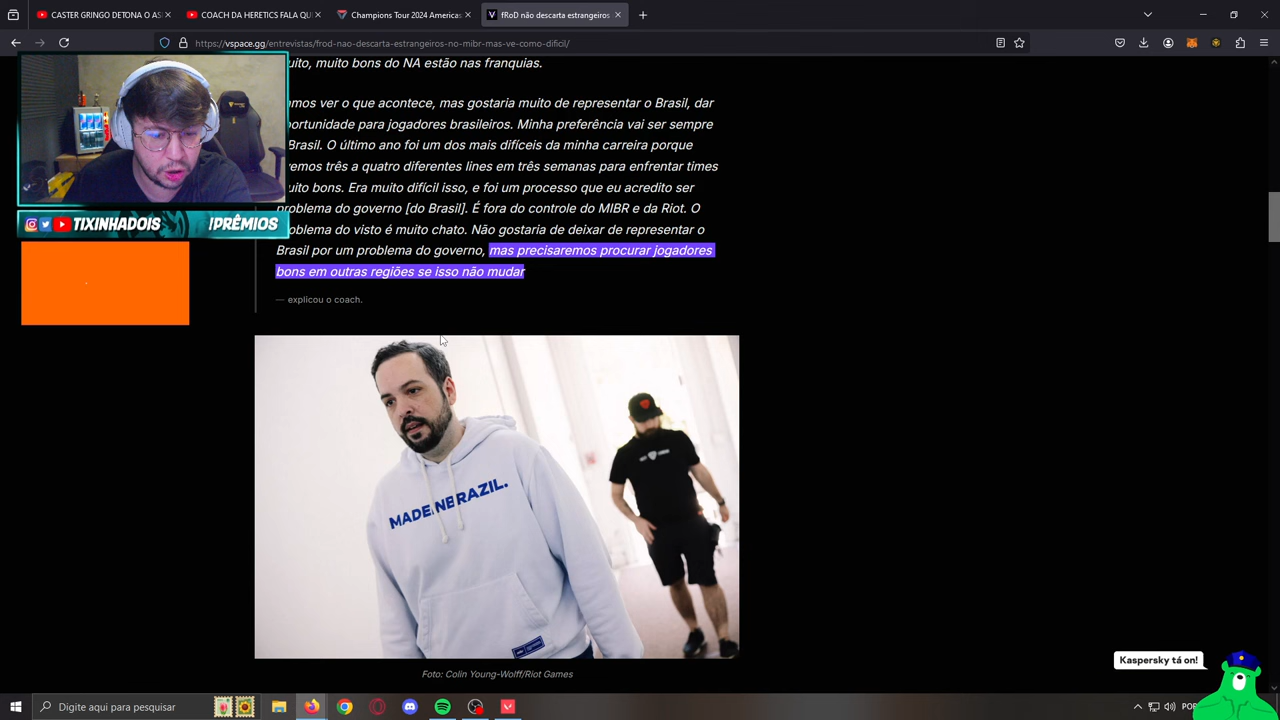 CASTER GRINGO DETONA O AS
COACH DA HERETICS FALA QU
Champions Tour 2024 Americas
fRoD não descarta estrangeiros
https://vspace.gg/entrevistas/frod-nao-descarta-estrangeiros-no-mibr-mas-ve-como-dificil/
uito, muito bons do NA estão nas franquias.
amos ver o que acontece, mas gostaria muito de representar o Brasil, dar
portunidade para jogadores brasileiros. Minha preferência vai ser sempre
Brasil. O último ano foi um dos mais difíceis da minha carreira porque
vemos três a quatro diferentes lines em três semanas para enfrentar times
uito bons. Era muito difícil isso, e foi um processo que eu acredito ser
problema do governo [do Brasil]. É fora do controle do MIBR e da Riot. O
oblema do visto é muito chato. Não gostaria de deixar de representar o
Brasil por um problema do governo, mas precisaremos procurar jogadores
bons em outras regiões se isso não mudar
— explicou o coach.
TIXINHADOIS
!PRÊMIOS
MADE IN BRAZIL.
Foto: Colin Young-Wolff/Riot Games
Kaspersky tá on!
Digite aqui para pesquisar
POR